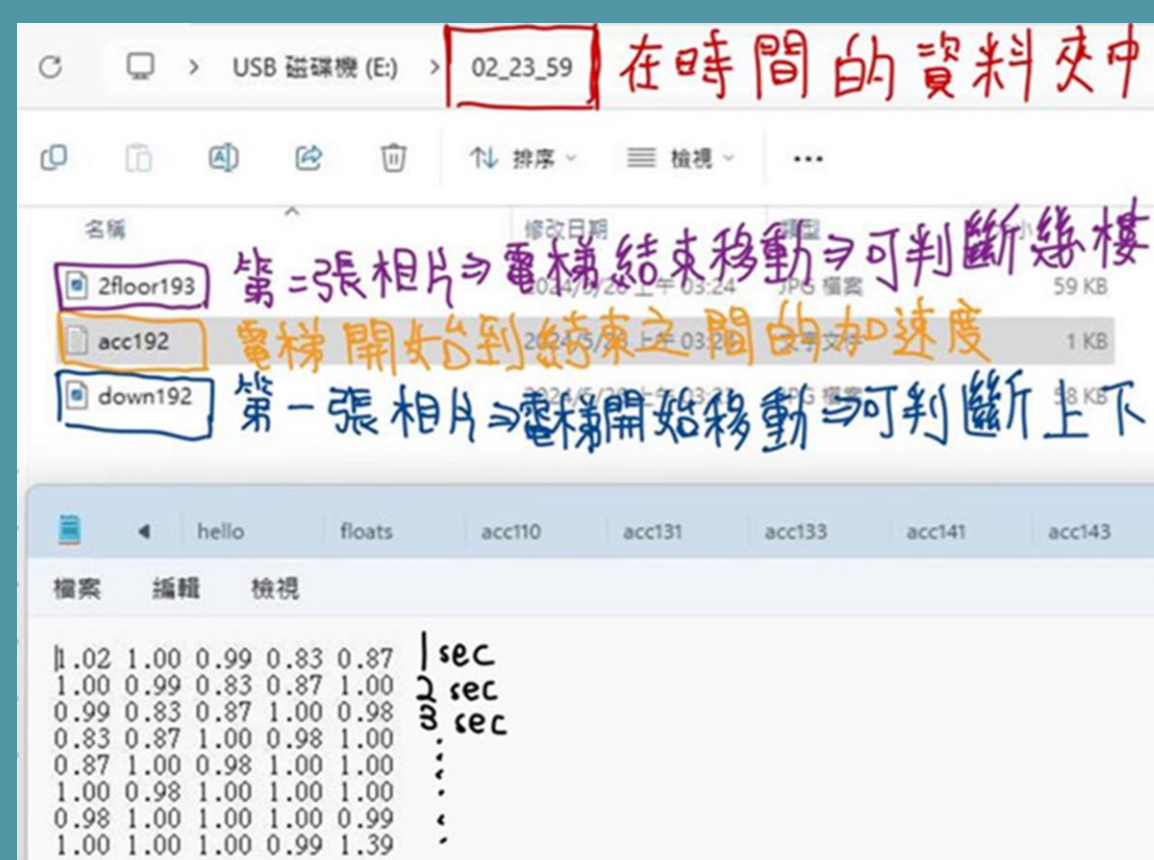 USB 磁碟機 (E:) > 02_23_59 在時間的資料夾中
排序 檢視 ...
名稱 修改日期 類型
2floor193 第二張相片⇒電梯結束移動⇒可判斷幾樓
03:24 JPG 檔案 59 KB
acc192 電梯開始到結束之間的加速度
1 KB
down192 第一張相片⇒電梯開始移動⇒可判斷上下
58 KB
hello floats acc110 acc131 acc133 acc141 acc143
檔案 編輯 檢視
1.02 1.00 0.99 0.83 0.87 1 sec
1.00 0.99 0.83 0.87 1.00 2 sec
0.99 0.83 0.87 1.00 0.98 3 sec
0.83 0.87 1.00 0.98 1.00
0.87 1.00 0.98 1.00 1.00
1.00 0.98 1.00 1.00 1.00
0.98 1.00 1.00 1.00 0.99
1.00 1.00 1.00 0.99 1.39